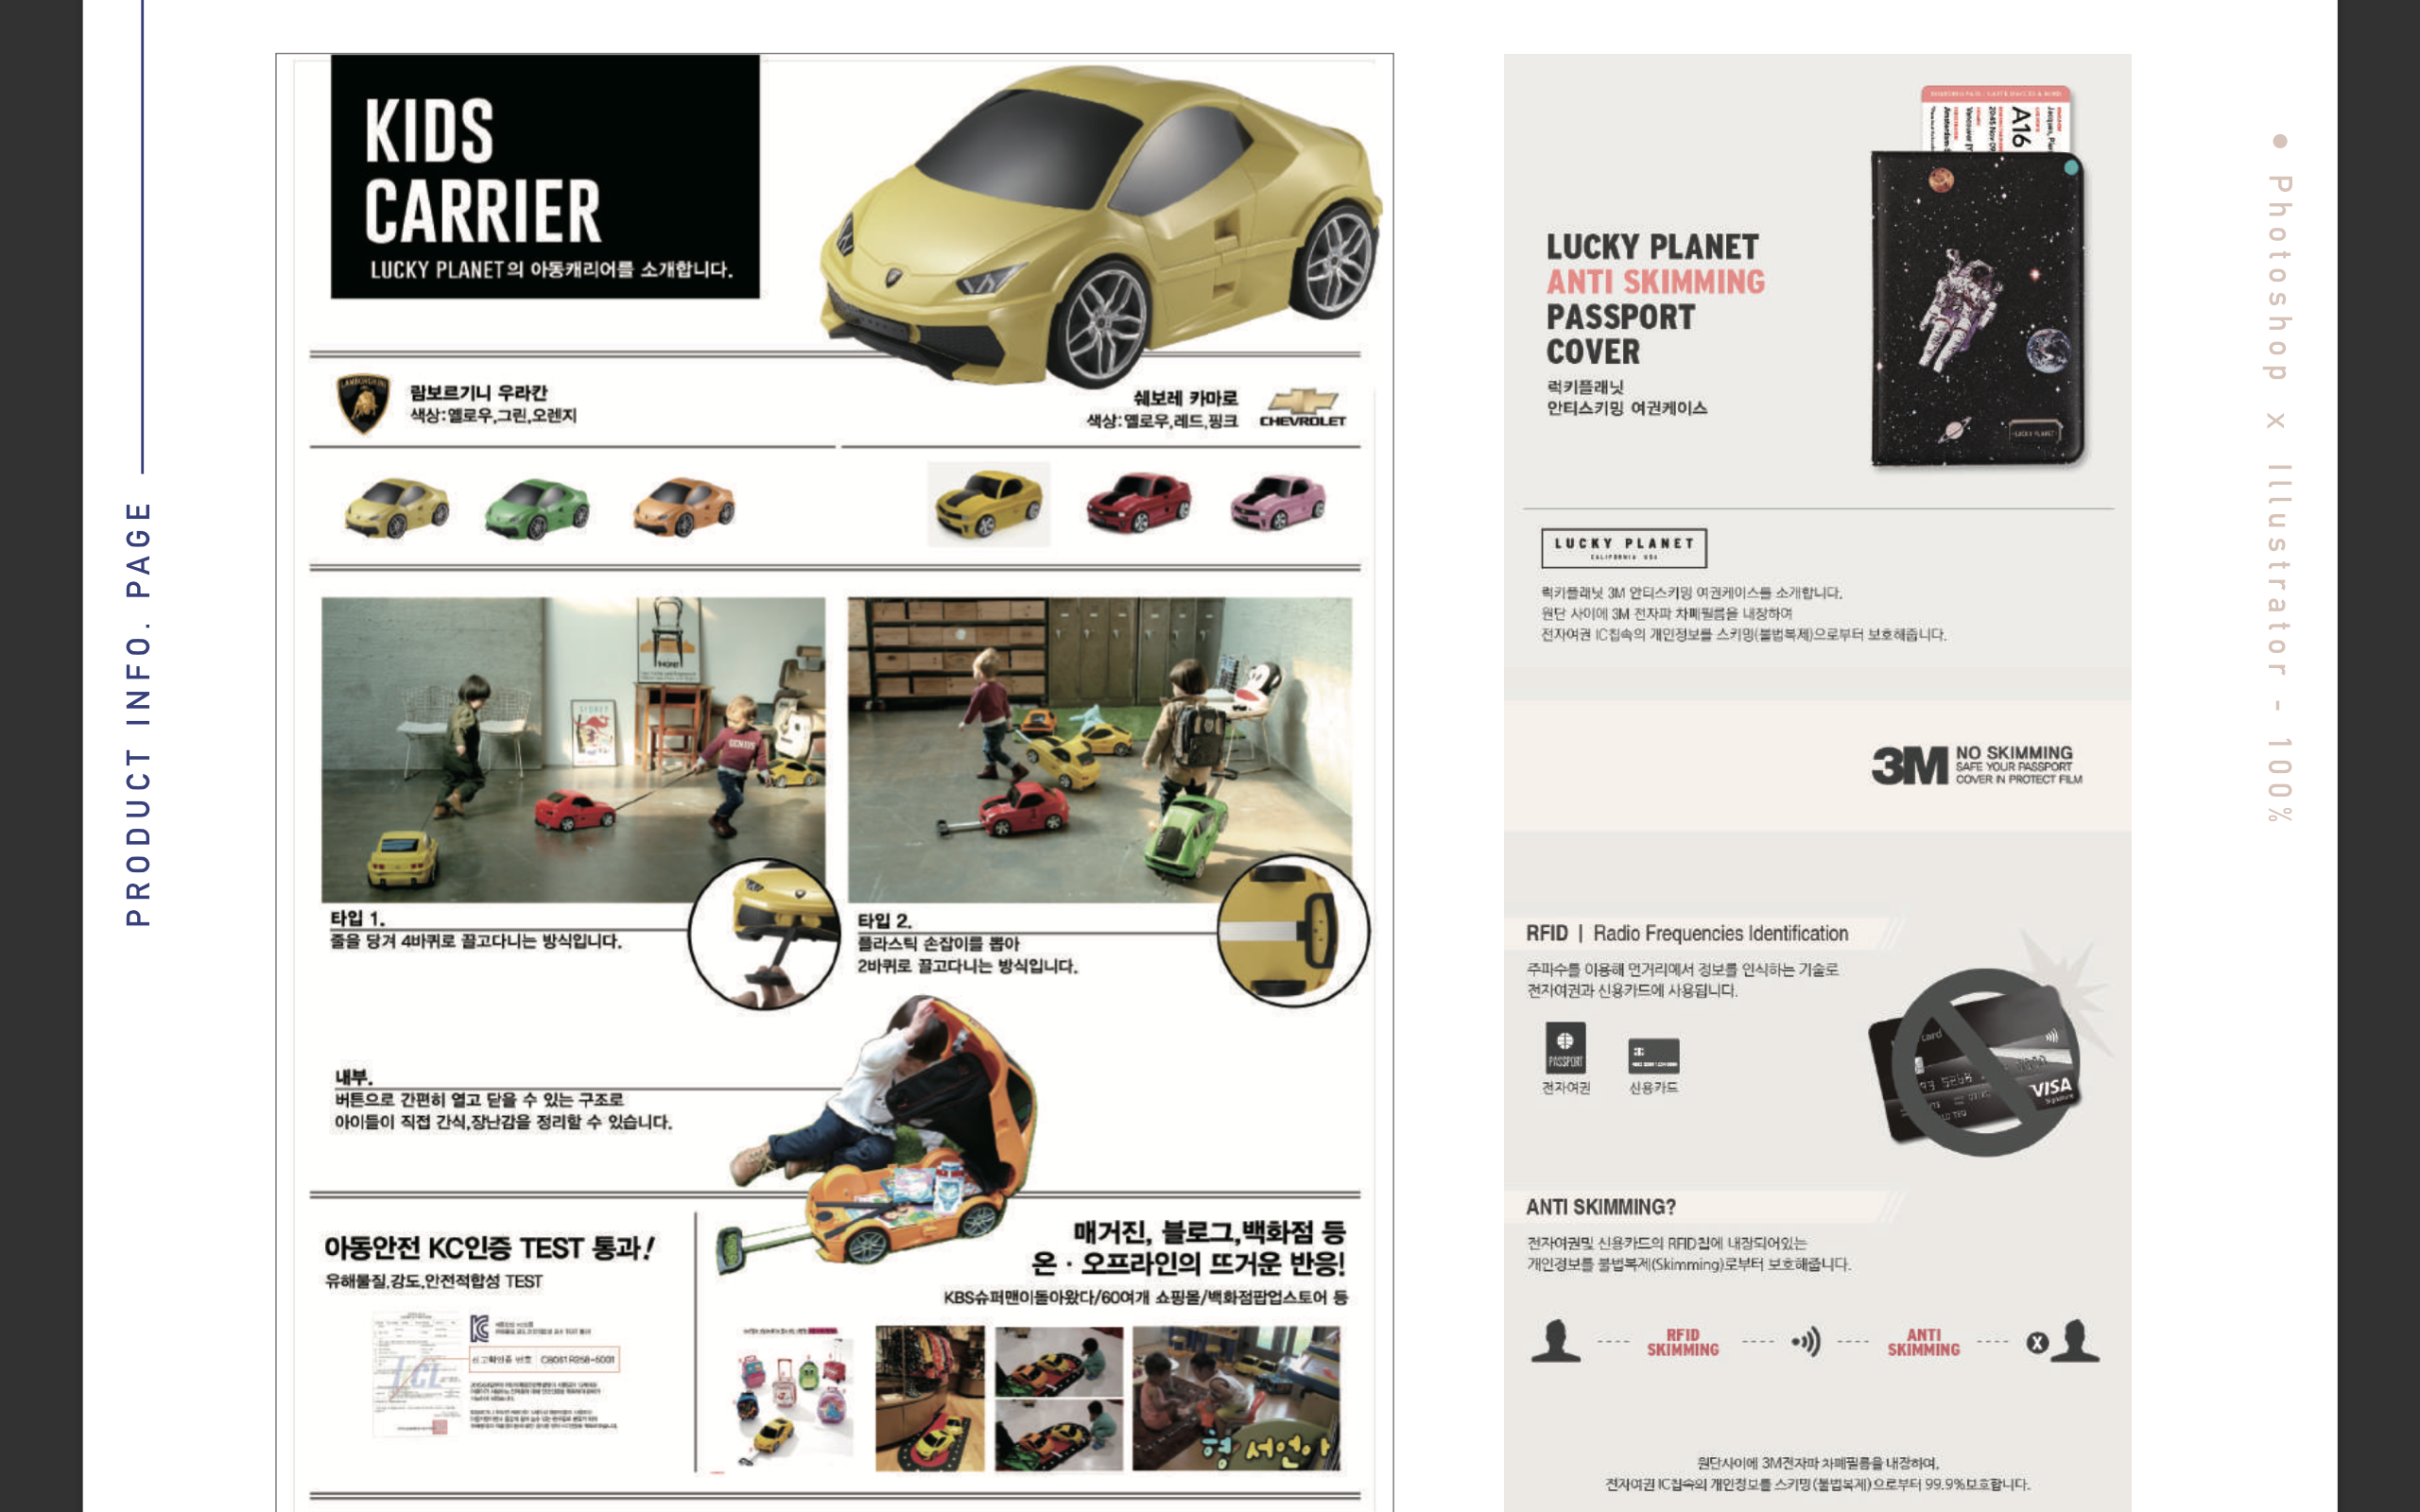 PRODUCT INFO. PAGE
KIDS
CARRIER
LUCKY PLANET의 아동캐리어를 소개합니다.
LAMBORGHINI
람보르기니 우라칸
색상:옐로우,그린,오렌지
쉐보레 카마로
색상:옐로우,레드,핑크
CHEVROLET
GENIUS
타입 1.
줄을 당겨 4바퀴로 끌고다니는 방식입니다.
타입 2.
플라스틱 손잡이를 뽑아
2바퀴로 끌고다니는 방식입니다.
내부.
버튼으로 간편히 열고 닫을 수 있는 구조로
아이들이 직접 간식,장난감을 정리할 수 있습니다.
아동안전 KC인증 TEST 통과!
유해물질,강도,안전적합성 TEST
신고확인증 번호 CB061R258-5001
매거진, 블로그,백화점 등
온 · 오프라인의 뜨거운 반응!
KBS슈퍼맨이돌아왔다/60여개 쇼핑몰/백화점팝업스토어 등
형 서언아
A16
LUCKY PLANET
ANTI SKIMMING
PASSPORT
COVER
럭키플래닛
안티스키밍 여권케이스
LUCKY PLANET
LUCKY PLANET
CALIFORNIA USA
럭키플래닛 3M 안티스키밍 여권케이스를 소개합니다.
원단 사이에 3M 전자파 차폐필름을 내장하여
전자여권 IC칩속의 개인정보를 스키밍(불법복제)으로부터 보호해줍니다.
3M NO SKIMMING
SAFE YOUR PASSPORT
COVER IN PROTECT FILM
RFID | Radio Frequencies Identification
주파수를 이용해 먼거리에서 정보를 인식하는 기술로
전자여권과 신용카드에 사용됩니다.
PASSPORT
전자여권
신용카드
Card
VISA
Signature
ANTI SKIMMING?
전자여권및 신용카드의 RFID칩에 내장되어있는
개인정보를 불법복제(Skimming)로부터 보호해줍니다.
RFID
SKIMMING
ANTI
SKIMMING
X
원단사이에 3M전자파 차폐필름을 내장하여,
전자여권 IC칩속의 개인정보를 스키밍(불법복제)으로부터 99.9%보호합니다.
Photoshop x Illustrator - 100%